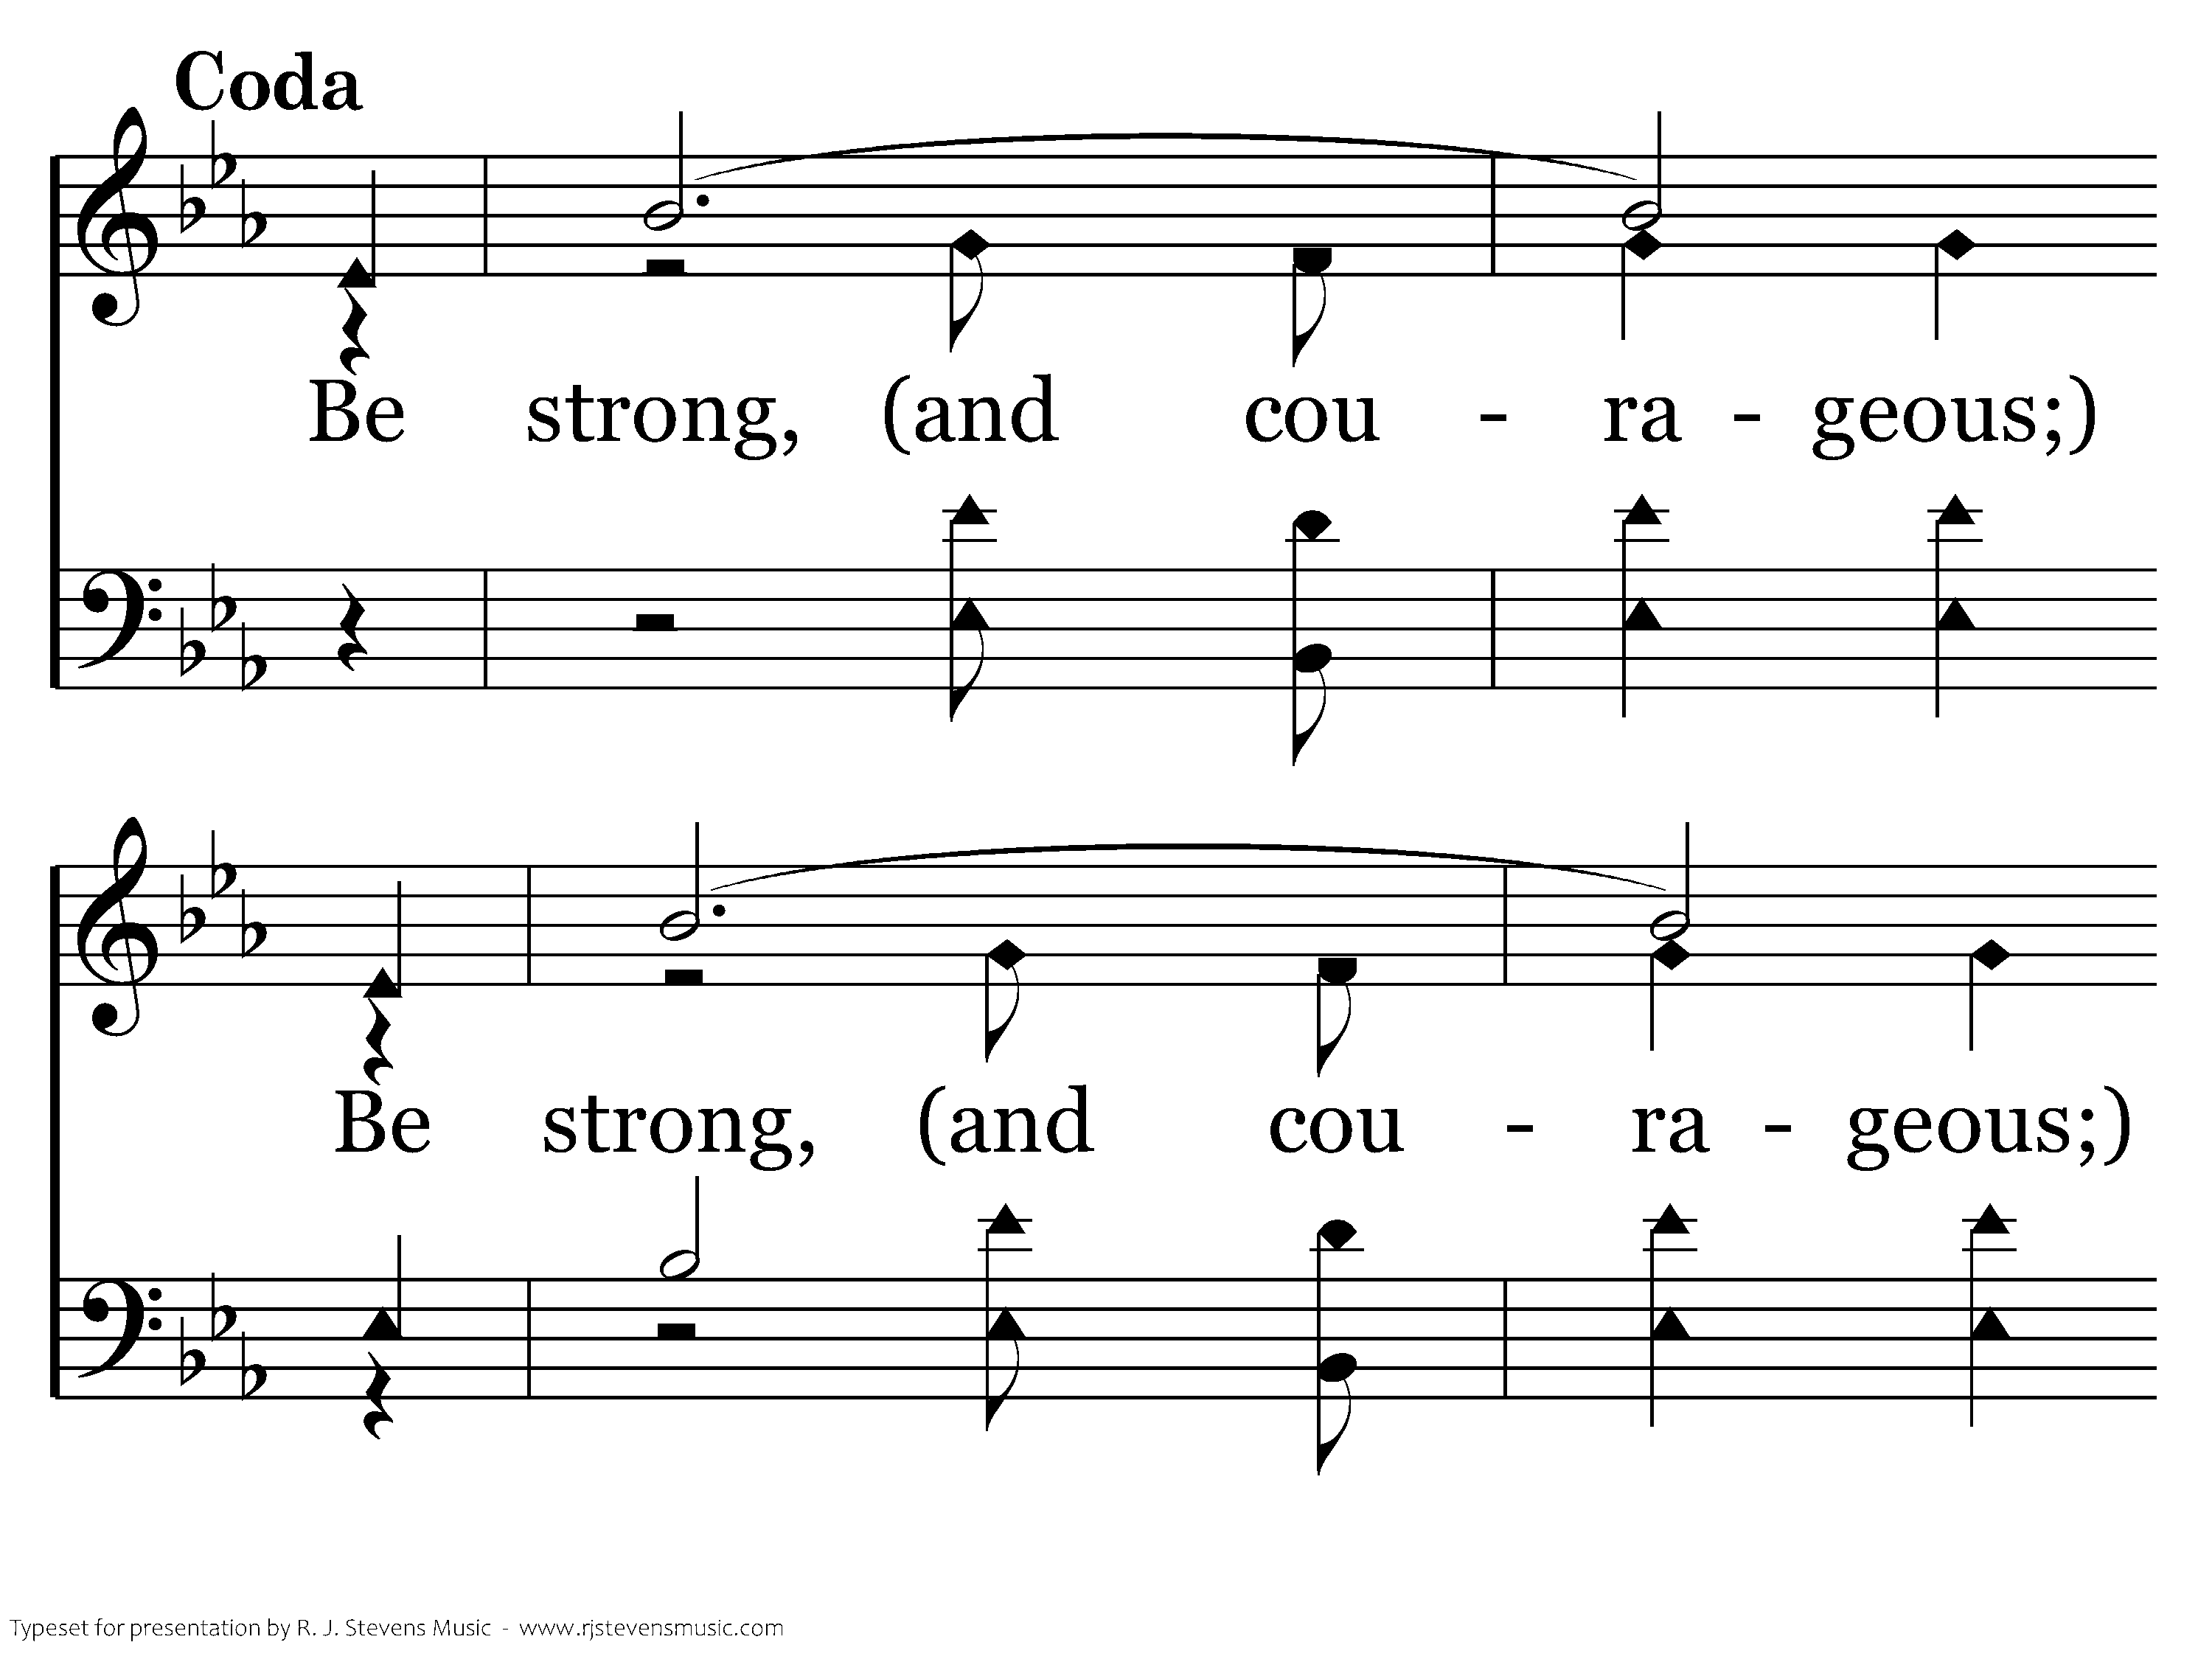 Coda
Be strong, (and cou - ra - geous;)
Be strong, (and cou - ra - geous;)
Typeset for presentation by R. J. Stevens Music - www.rjstevensmusic.com